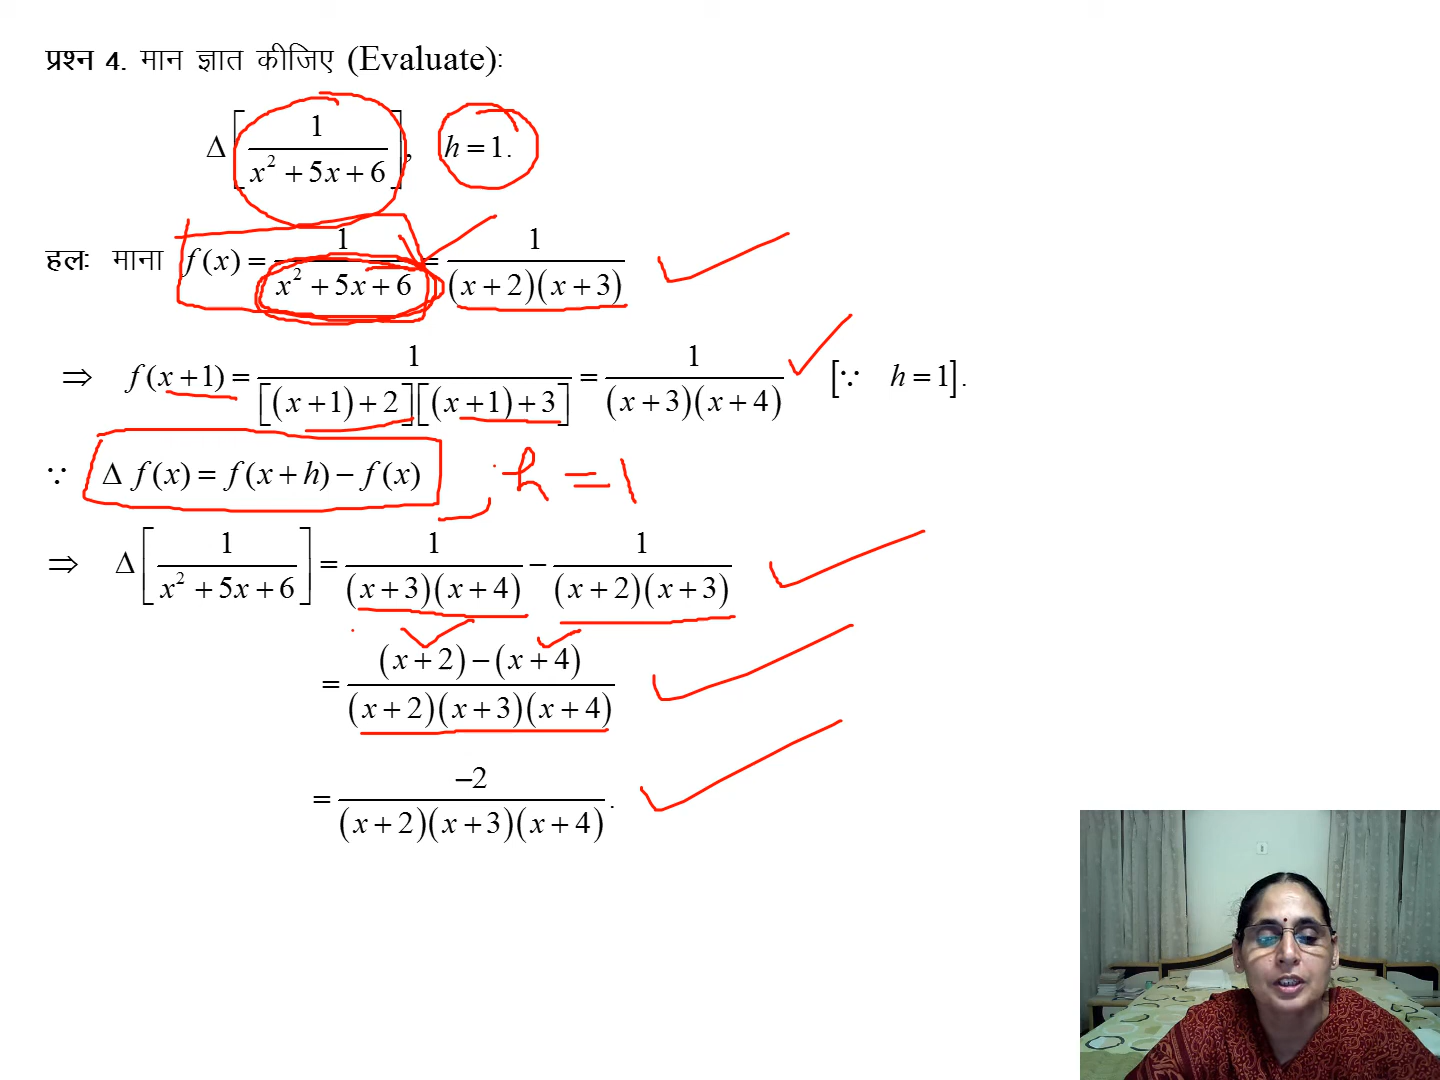 प्रश्न 4. मान ज्ञात कीजिए (Evaluate):
Δ[1/(x² + 5x + 6)], h = 1.
हलः माना f(x) = 1/(x² + 5x + 6) = 1/((x + 2)(x + 3))
⇒ f(x + 1) = 1/([(x + 1) + 2][(x + 1) + 3]) = 1/((x + 3)(x + 4)) [∵ h = 1].
∵ Δ f(x) = f(x + h) − f(x) , h = 1
⇒ Δ[1/(x² + 5x + 6)] = 1/((x + 3)(x + 4)) − 1/((x + 2)(x + 3))
= ((x + 2) − (x + 4))/((x + 2)(x + 3)(x + 4))
= −2/((x + 2)(x + 3)(x + 4)).